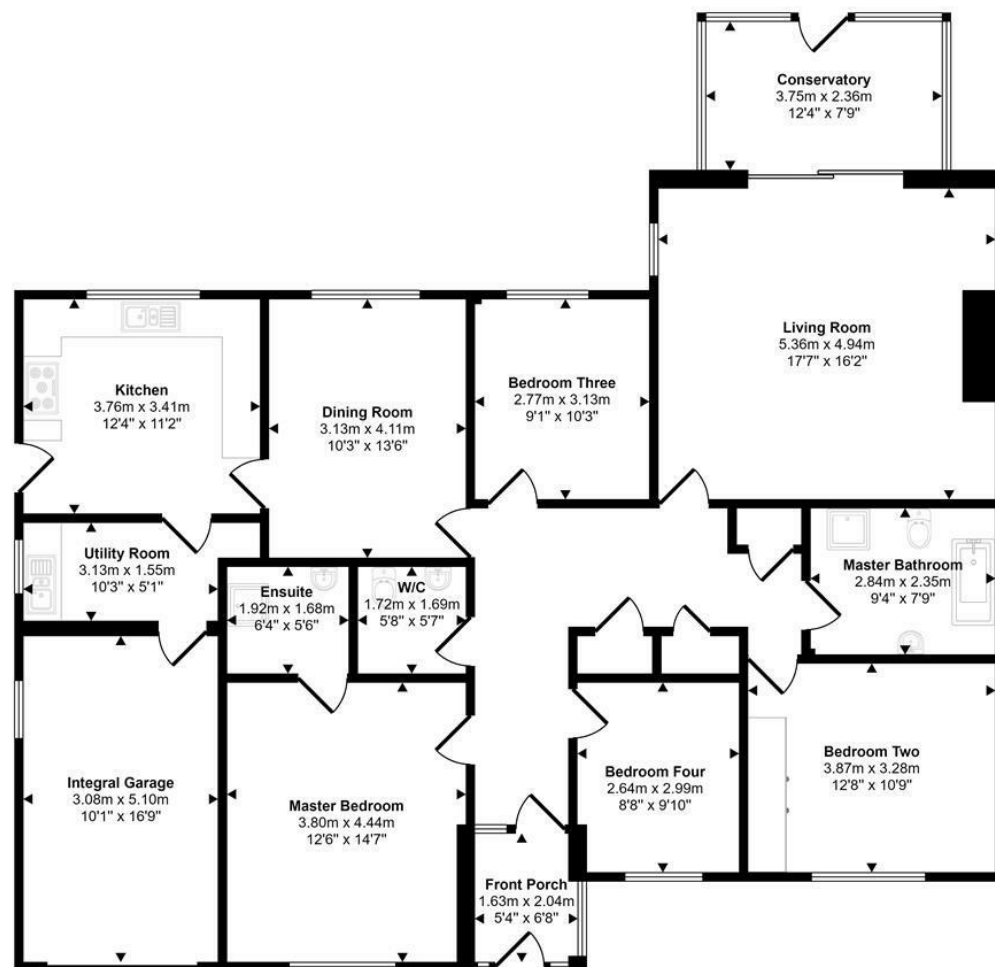 Conservatory
3.75m x 2.36m
12'4" x 7'9"
Living Room
5.36m x 4.94m
17'7" x 16'2"
Kitchen
3.76m x 3.41m
12'4" x 11'2"
Dining Room
3.13m x 4.11m
10'3" x 13'6"
Bedroom Three
2.77m x 3.13m
9'1" x 10'3"
Utility Room
3.13m x 1.55m
10'3" x 5'1"
Ensuite
1.92m x 1.68m
6'4" x 5'6"
W/C
1.72m x 1.69m
5'8" x 5'7"
Master Bathroom
2.84m x 2.35m
9'4" x 7'9"
Integral Garage
3.08m x 5.10m
10'1" x 16'9"
Master Bedroom
3.80m x 4.44m
12'6" x 14'7"
Bedroom Four
2.64m x 2.99m
8'8" x 9'10"
Bedroom Two
3.87m x 3.28m
12'8" x 10'9"
Front Porch
1.63m x 2.04m
5'4" x 6'8"